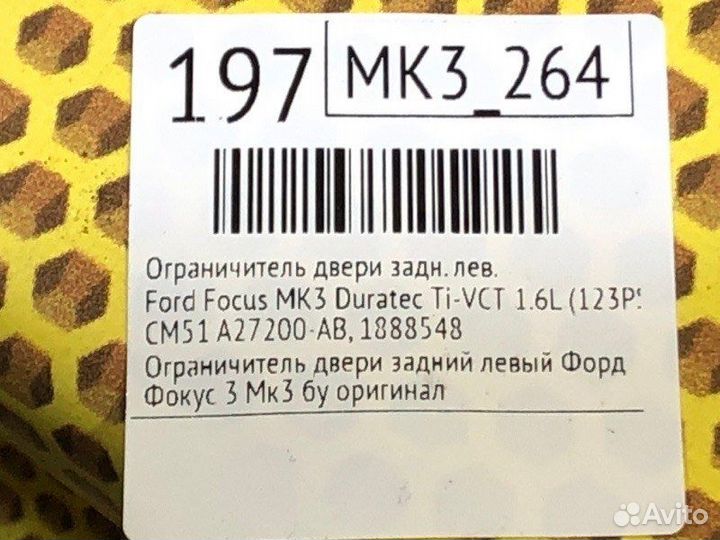 197
MK3_264
Ограничитель двери задн. лев.
Ford Focus MK3 Duratec Ti-VCT 1.6L (123PS
CM51 A27200-AB, 1888548
Ограничитель двери задний левый Форд
Фокус 3 Мк3 бу оригинал
Avito